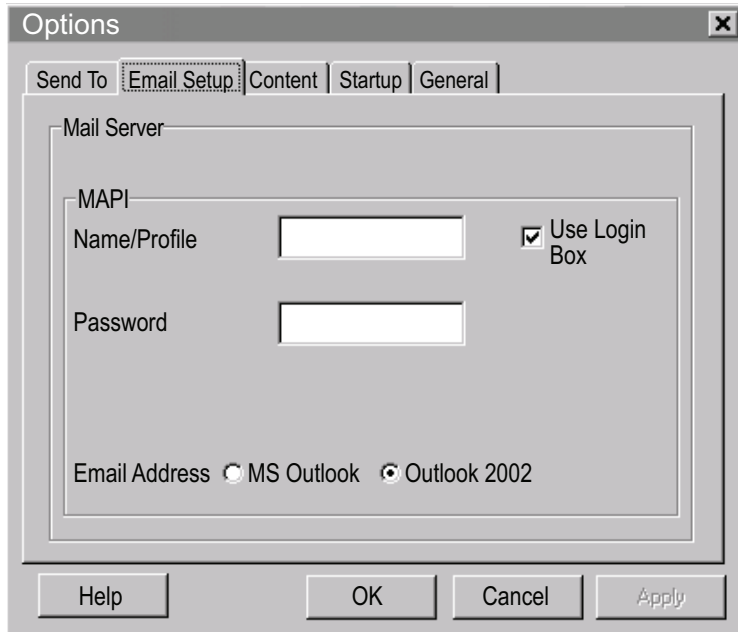 Options
Send To Email Setup Content Startup General
Mail Server
MAPI
Name/Profile
Use Login
Box
Password
Email Address MS Outlook Outlook 2002
Help OK Cancel Apply